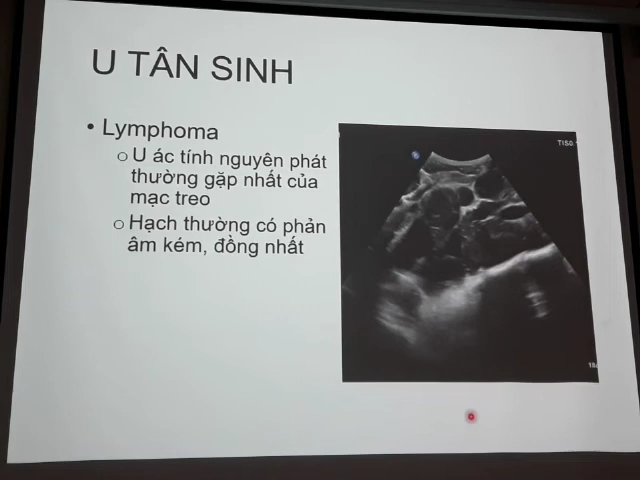 U TÂN SINH
• Lymphoma
o U ác tính nguyên phát
thường gặp nhất của
mạc treo
o Hạch thường có phản
âm kém, đồng nhất